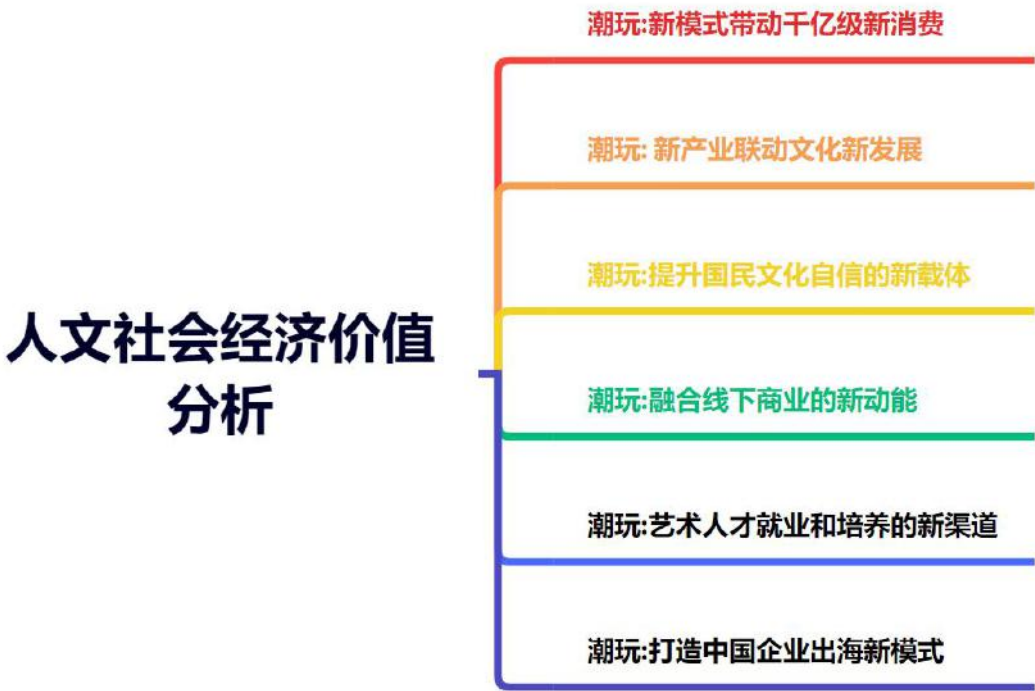 潮玩:新模式带动千亿级新消费
潮玩: 新产业联动文化新发展
潮玩:提升国民文化自信的新载体
人文社会经济价值
分析
潮玩:融合线下商业的新动能
潮玩:艺术人才就业和培养的新渠道
潮玩:打造中国企业出海新模式